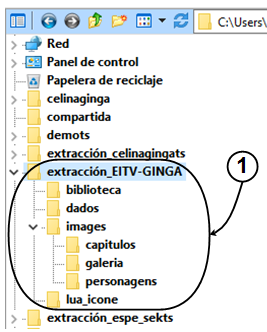 C:\Users\
Red
Panel de control
Papelera de reciclaje
celinaginga
compartida
demots
extracción_celinagingats
extracción_EITV-GINGA
1
biblioteca
dados
images
capitulos
galeria
personagens
lua_icone
extracción_espe_sekts